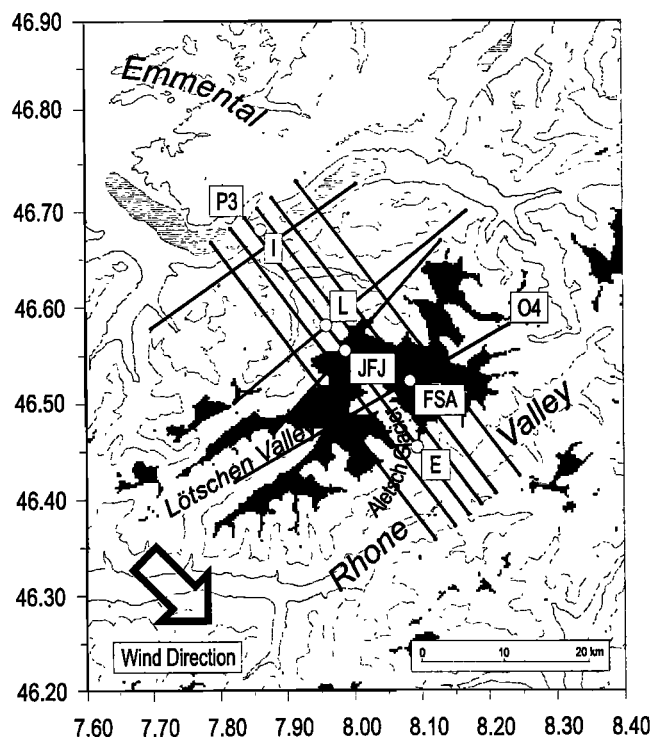 46.90
46.80
46.70
46.60
46.50
46.40
46.30
46.20
Emmental
P3
I
L
O4
JFJ
FSA
E
Lötschen Valley
Aletsch Glacier
Rhone Valley
Wind Direction
0 10 20 km
7.60 7.70 7.80 7.90 8.00 8.10 8.20 8.30 8.40